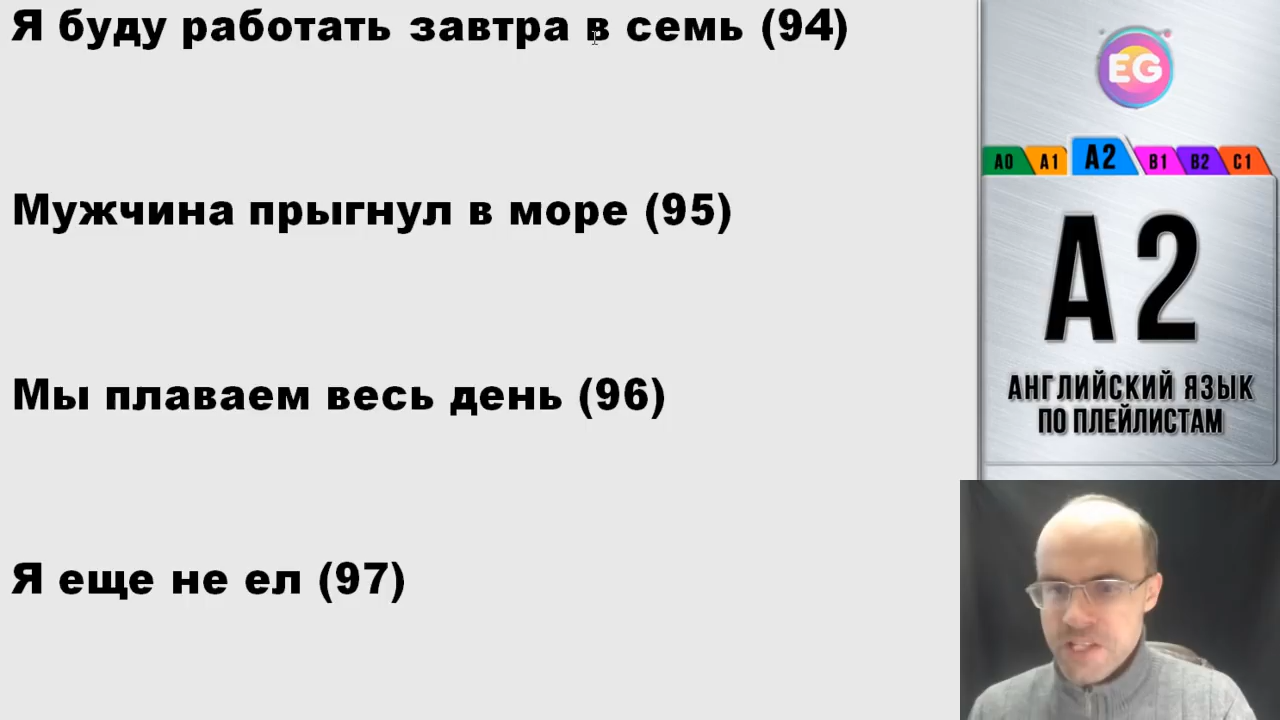 Я буду работать завтра в семь (94)
Мужчина прыгнул в море (95)
Мы плаваем весь день (96)
Я еще не ел (97)
EG
A0 A1 A2 B1 B2 C1
A2
АНГЛИЙСКИЙ ЯЗЫК
ПО ПЛЕЙЛИСТАМ